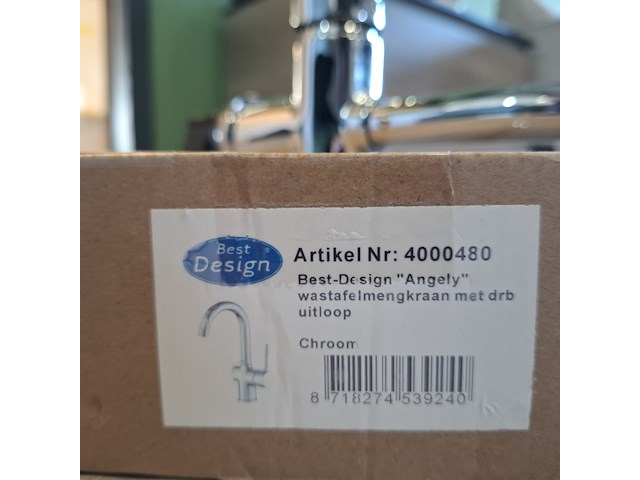 Best
Design
Artikel Nr: 4000480
Best-Design "Angely"
wastafelmengkraan met drb
uitloop
Chroom
8 718274 539240